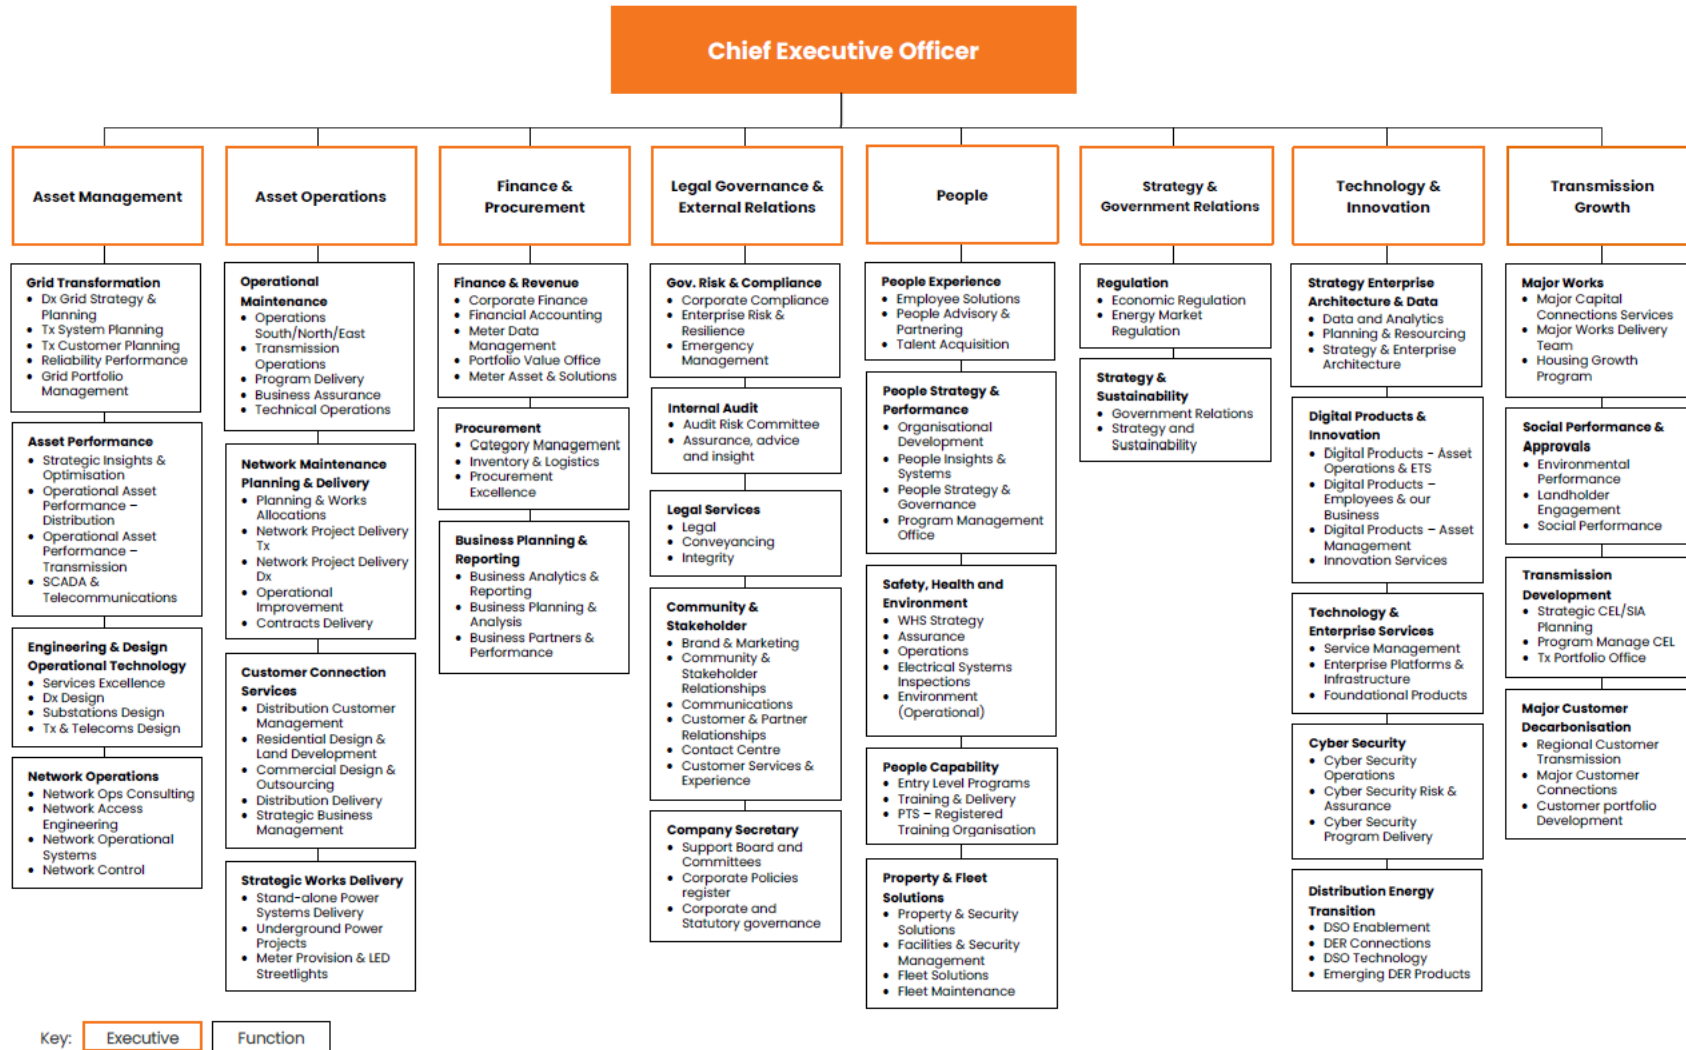 Chief Executive Officer
Asset Management
Grid Transformation
• Dx Grid Strategy &
Planning
• Tx System Planning
• Tx Customer Planning
• Reliability Performance
• Grid Portfolio
Management
Asset Performance
• Strategic Insights &
Optimisation
• Operational Asset
Performance –
Distribution
• Operational Asset
Performance –
Transmission
• SCADA &
Telecommunications
Engineering & Design
Operational Technology
• Services Excellence
• Dx Design
• Substations Design
• Tx & Telecoms Design
Network Operations
• Network Ops Consulting
• Network Access
Engineering
• Network Operational
Systems
• Network Control
Asset Operations
Operational
Maintenance
• Operations
South/North/East
• Transmission
Operations
• Program Delivery
• Business Assurance
• Technical Operations
Network Maintenance
Planning & Delivery
• Planning & Works
Allocations
• Network Project Delivery
Tx
• Network Project Delivery
Dx
• Operational
Improvement
• Contracts Delivery
Customer Connection
Services
• Distribution Customer
Management
• Residential Design &
Land Development
• Commercial Design &
Outsourcing
• Distribution Delivery
• Strategic Business
Management
Strategic Works Delivery
• Stand-alone Power
Systems Delivery
• Underground Power
Projects
• Meter Provision & LED
Streetlights
Finance &
Procurement
Finance & Revenue
• Corporate Finance
• Financial Accounting
• Meter Data
Management
• Portfolio Value Office
• Meter Asset & Solutions
Procurement
• Category Management
• Inventory & Logistics
• Procurement
Excellence
Business Planning &
Reporting
• Business Analytics &
Reporting
• Business Planning &
Analysis
• Business Partners &
Performance
Legal Governance &
External Relations
Gov. Risk & Compliance
• Corporate Compliance
• Enterprise Risk &
Resilience
• Emergency
Management
Internal Audit
• Audit Risk Committee
• Assurance, advice
and insight
Legal Services
• Legal
• Conveyancing
• Integrity
Community &
Stakeholder
• Brand & Marketing
• Community &
Stakeholder
Relationships
• Communications
• Customer & Partner
Relationships
• Contact Centre
• Customer Services &
Experience
Company Secretary
• Support Board and
Committees
• Corporate Policies
register
• Corporate and
Statutory governance
People
People Experience
• Employee Solutions
• People Advisory &
Partnering
• Talent Acquisition
People Strategy &
Performance
• Organisational
Development
• People Insights &
Systems
• People Strategy &
Governance
• Program Management
Office
Safety, Health and
Environment
• WHS Strategy
• Assurance
• Operations
• Electrical Systems
Inspections
• Environment
(Operational)
People Capability
• Entry Level Programs
• Training & Delivery
• PTS – Registered
Training Organisation
Property & Fleet
Solutions
• Property & Security
Solutions
• Facilities & Security
Management
• Fleet Solutions
• Fleet Maintenance
Strategy &
Government Relations
Regulation
• Economic Regulation
• Energy Market
Regulation
Strategy &
Sustainability
• Government Relations
• Strategy and
Sustainability
Technology &
Innovation
Strategy Enterprise
Architecture & Data
• Data and Analytics
• Planning & Resourcing
• Strategy & Enterprise
Architecture
Digital Products &
Innovation
• Digital Products - Asset
Operations & ETS
• Digital Products –
Employees & our
Business
• Digital Products – Asset
Management
• Innovation Services
Technology &
Enterprise Services
• Service Management
• Enterprise Platforms &
Infrastructure
• Foundational Products
Cyber Security
• Cyber Security
Operations
• Cyber Security Risk &
Assurance
• Cyber Security
Program Delivery
Distribution Energy
Transition
• DSO Enablement
• DER Connections
• DSO Technology
• Emerging DER Products
Transmission
Growth
Major Works
• Major Capital
Connections Services
• Major Works Delivery
Team
• Housing Growth
Program
Social Performance &
Approvals
• Environmental
Performance
• Landholder
Engagement
• Social Performance
Transmission
Development
• Strategic CEL/SIA
Planning
• Program Manage CEL
• Tx Portfolio Office
Major Customer
Decarbonisation
• Regional Customer
Transmission
• Major Customer
Connections
• Customer portfolio
Development
Key: Executive Function